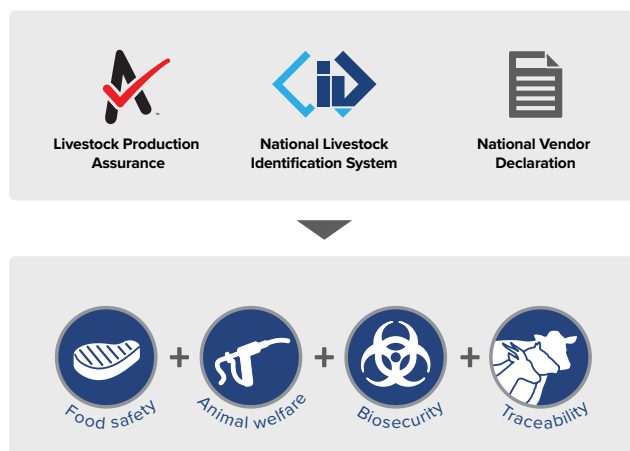 Livestock Production
Assurance
National Livestock
Identification System
National Vendor
Declaration
Food safety
Animal welfare
Biosecurity
Traceability